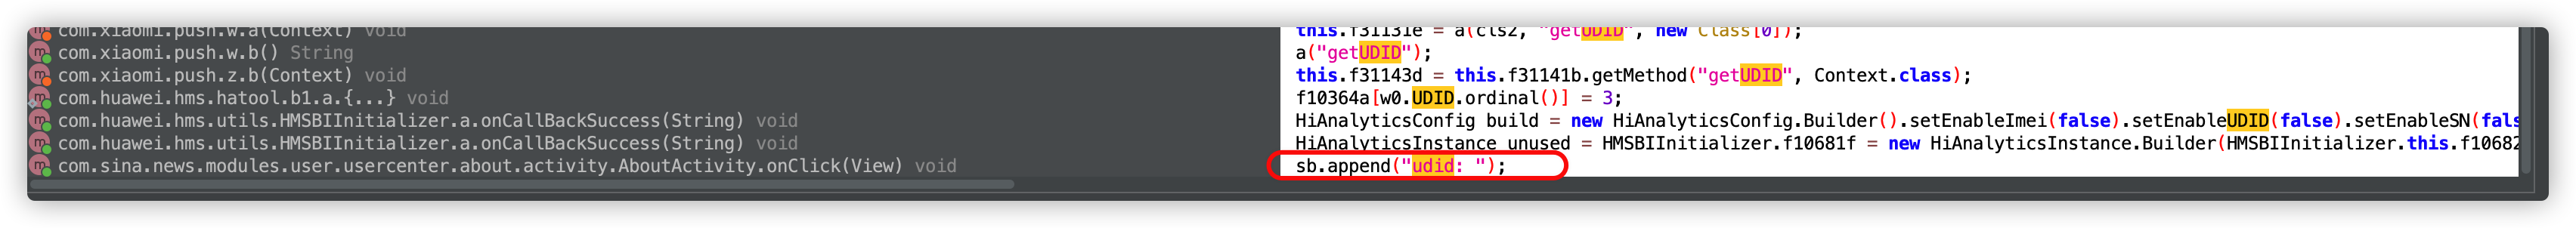 com.xiaomi.push.w.a(Context) void this.f31131e = a(cls2, "getUDID", new Class[0]);
com.xiaomi.push.w.b() String a("getUDID");
com.xiaomi.push.z.b(Context) void this.f31143d = this.f31141b.getMethod("getUDID", Context.class);
com.huawei.hms.hatool.b1.a.{...} void f10364a[w0.UDID.ordinal()] = 3;
com.huawei.hms.utils.HMSBIInitializer.a.onCallBackSuccess(String) void HiAnalyticsConfig build = new HiAnalyticsConfig.Builder().setEnableImei(false).setEnableUDID(false).setEnableSN(fals
com.huawei.hms.utils.HMSBIInitializer.a.onCallBackSuccess(String) void HiAnalyticsInstance unused = HMSBIInitializer.f10681f = new HiAnalyticsInstance.Builder(HMSBIInitializer.this.f10682
com.sina.news.modules.user.usercenter.about.activity.AboutActivity.onClick(View) void sb.append("udid: ");